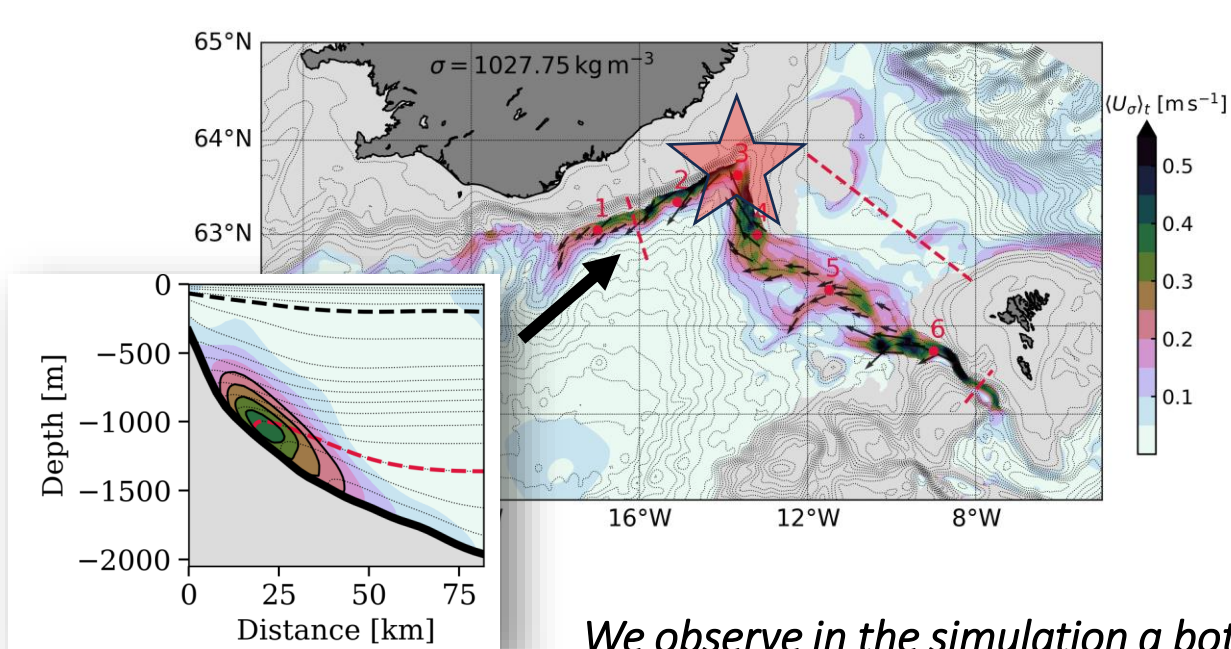 65°N
64°N
63°N
σ = 1027.75 kg m⁻³
⟨U_σ⟩_t [m s⁻¹]
0.5
0.4
0.3
0.2
0.1
1
2
3
4
5
6
16°W
12°W
8°W
0
−500
−1000
−1500
−2000
Depth [m]
0
25
50
75
Distance [km]
We observe in the simulation a bot